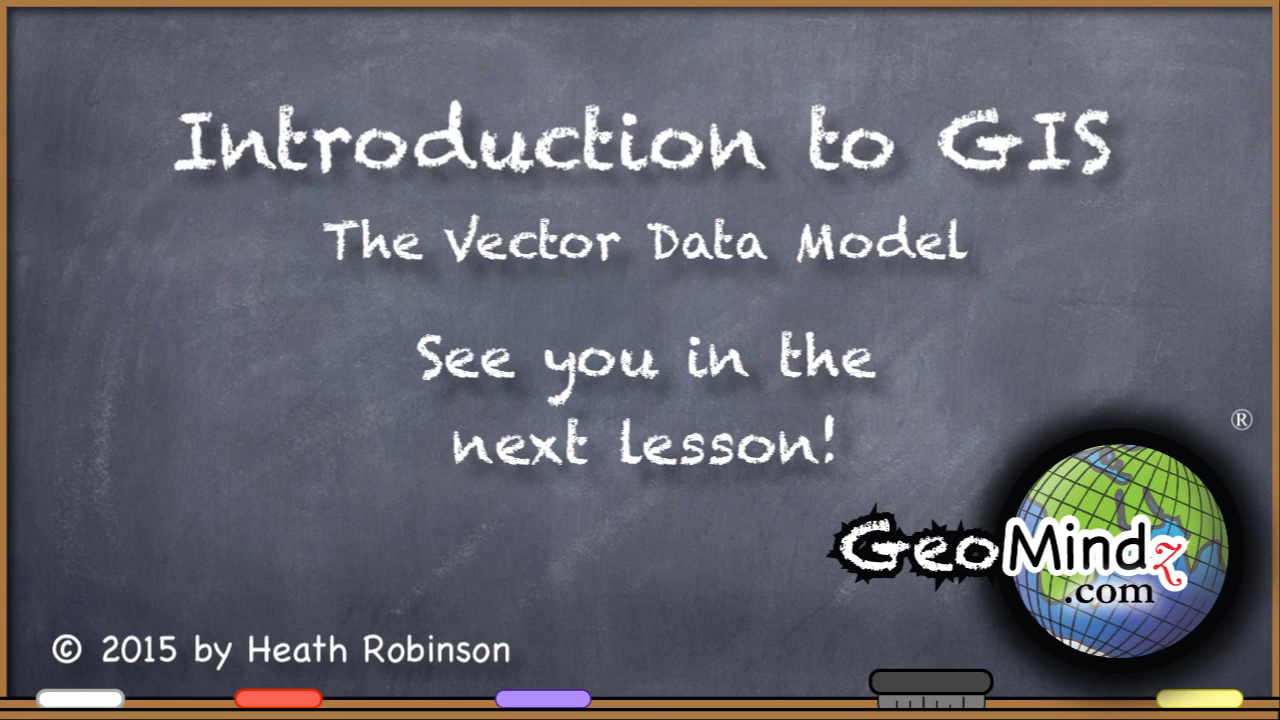 Introduction to GIS
The Vector Data Model
See you in the
next lesson!
®
GeoMindz
.com
© 2015 by Heath Robinson